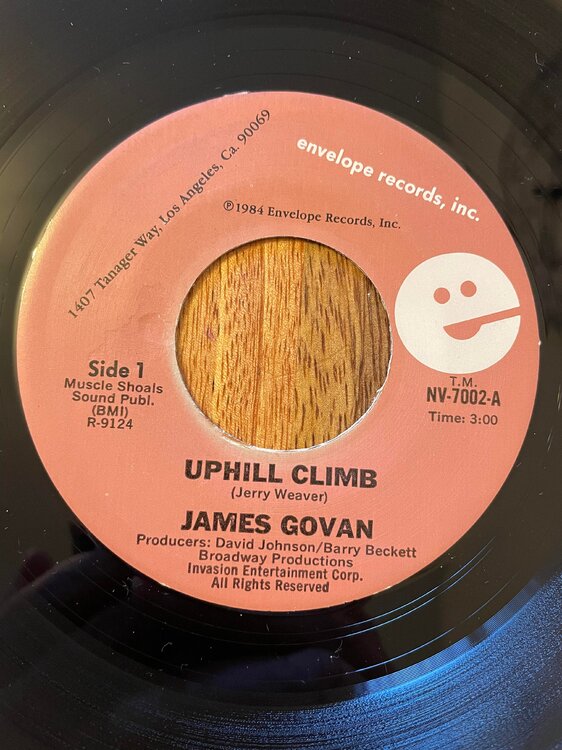 1407 Tanager Way, Los Angeles, Ca. 90069
envelope records, inc.
℗1984 Envelope Records, Inc.
e
T.M.
NV-7002-A
Time: 3:00
Side 1
Muscle Shoals
Sound Publ.
(BMI)
R-9124
UPHILL CLIMB
(Jerry Weaver)
JAMES GOVAN
Producers: David Johnson/Barry Beckett
Broadway Productions
Invasion Entertainment Corp.
All Rights Reserved